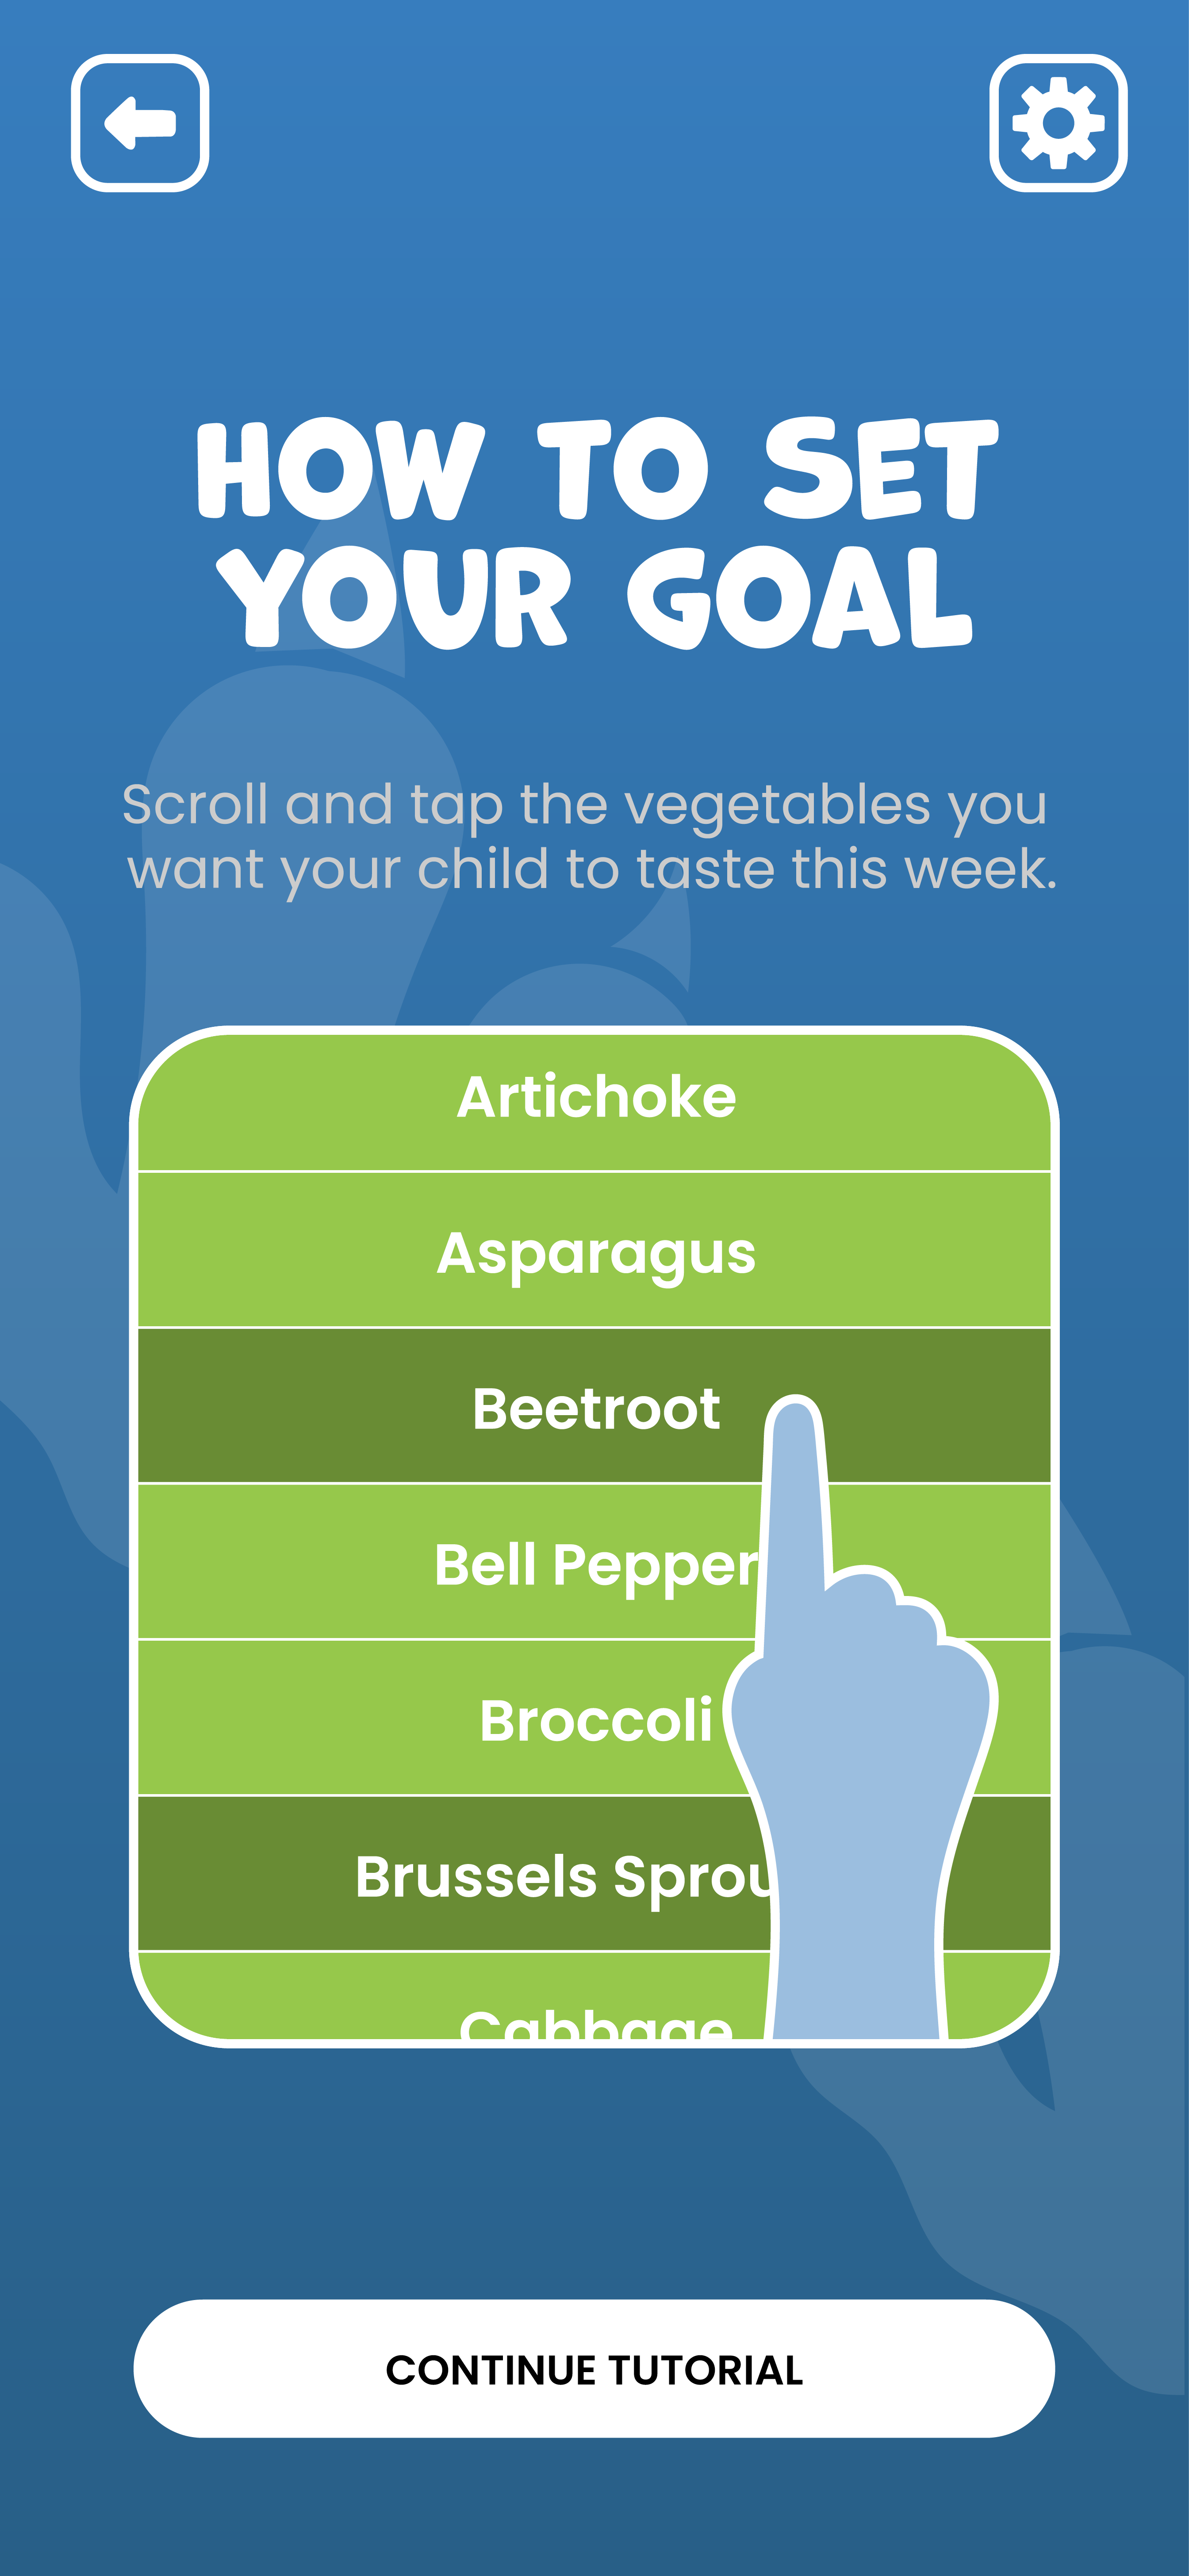 HOW TO SET
YOUR GOAL
Scroll and tap the vegetables you
want your child to taste this week.
Artichoke
Asparagus
Beetroot
Bell Pepper
Broccoli
Brussels Sprou
Cabbage
CONTINUE TUTORIAL